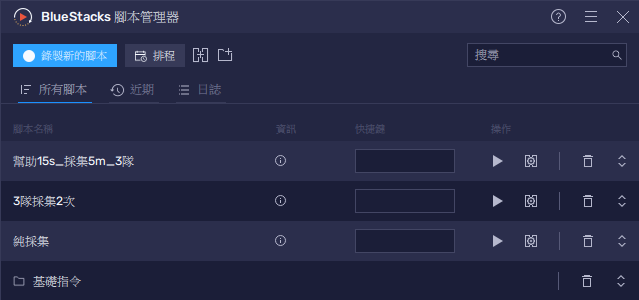 BlueStacks 腳本管理器
錄製新的腳本 排程 搜尋
所有腳本 近期 日誌
腳本名稱 資訊 快捷鍵 操作
幫助15s_採集5m_3隊
3隊採集2次
純採集
基礎指令